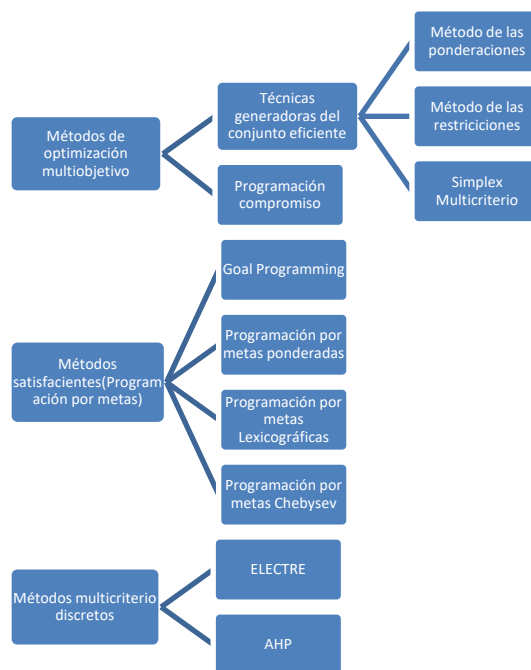 Método de las
ponderaciones
Técnicas
generadoras del
conjunto eficiente
Método de las
restriciciones
Métodos de
optimización
multiobjetivo
Programación
compromiso
Simplex
Multicriterio
Goal Programming
Programación por
metas ponderadas
Métodos
satisfacientes(Program
ación por metas)
Programación por
metas
Lexicográficas
Programación por
metas Chebysev
ELECTRE
Métodos multicriterio
discretos
AHP